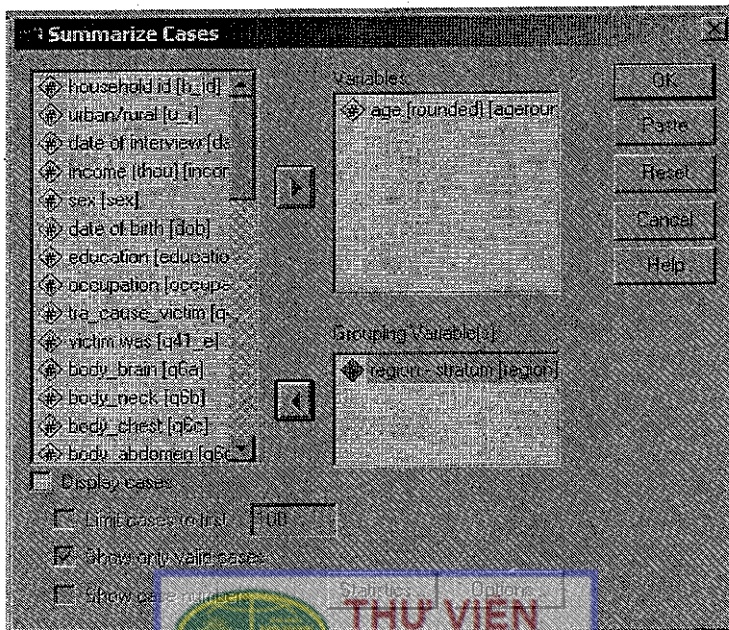 Summarize Cases
household id [h_id]
urban/rural [u_r]
date of interview [da
income (thou) [incor
sex [sex]
date of birth [dob]
education [educatio
occupation [occupa
tra_cause_victim [q4
victim was [q41_e]
body_brain [q6a]
body_neck [q6b]
body_chest [q6c]
body_abdomen [q6d
Variables:
age (rounded) [ageroun
Grouping Variable(s):
region - stratum [region]
OK
Paste
Reset
Cancel
Help
Display cases
Limit cases to first 100
Show only valid cases
Show case numbers
Statistics...
Options...
THƯ VIỆN